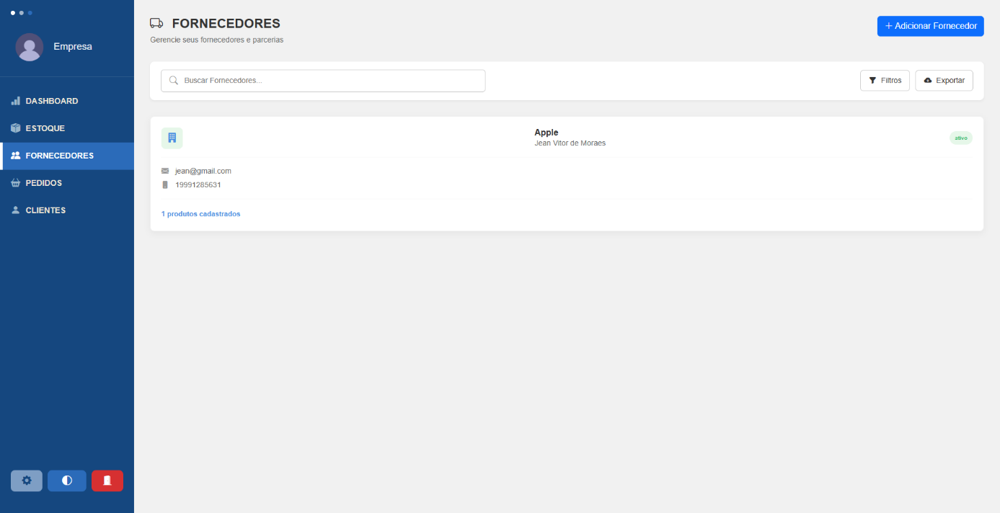 Empresa
DASHBOARD
ESTOQUE
FORNECEDORES
PEDIDOS
CLIENTES
FORNECEDORES
Gerencie seus fornecedores e parcerias
+ Adicionar Fornecedor
Buscar Fornecedores...
Filtros
Exportar
Apple
Jean Vitor de Moraes
ativo
jean@gmail.com
19991285631
1 produtos cadastrados